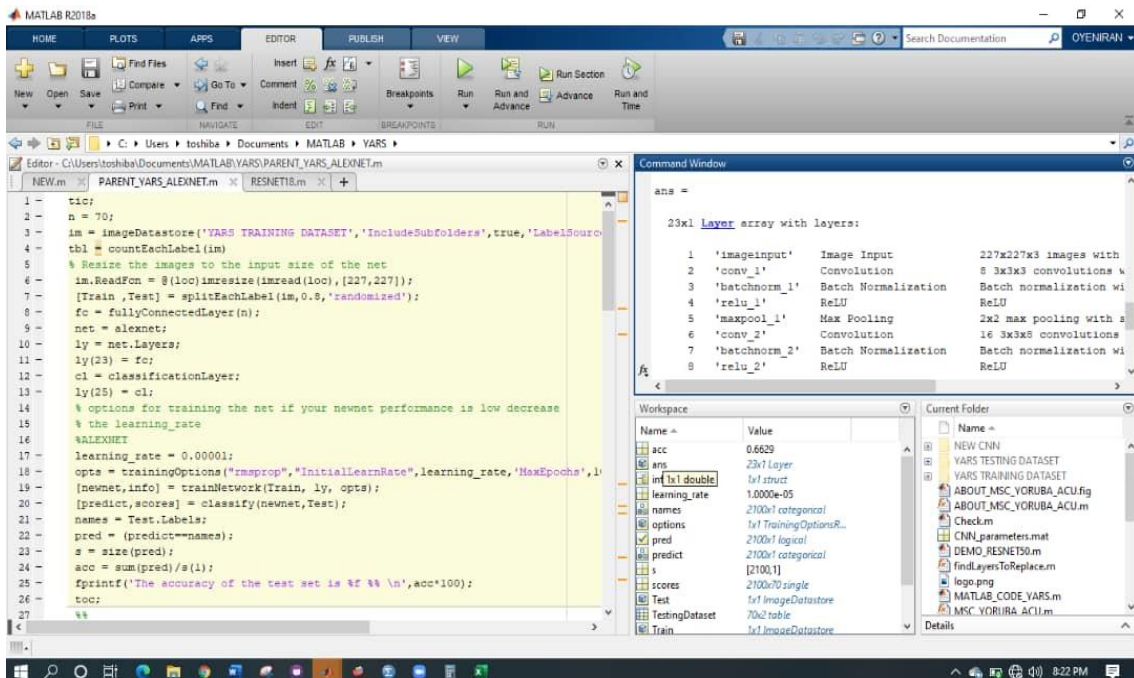 MATLAB R2018a
HOME PLOTS APPS EDITOR PUBLISH VIEW
Search Documentation OYENIRAN
New Open Save Find Files Compare Print Go To Find Insert fx Comment Indent Breakpoints Run Run and Advance Run Section Advance Run and Time
FILE NAVIGATE EDIT BREAKPOINTS RUN
C: Users toshiba Documents MATLAB YARS
Editor - C:\Users\toshiba\Documents\MATLAB\YARS\PARENT_YARS_ALEXNET.m
NEW.m PARENT_YARS_ALEXNET.m RESNET18.m +
1 - tic;
2 - n = 70;
3 - im = imageDatastore('YARS TRAINING DATASET','IncludeSubfolders',true,'LabelSource
4 - tbl = countEachLabel(im)
5 % Resize the images to the input size of the net
6 - im.ReadFcn = @(loc)imresize(imread(loc),[227,227]);
7 - [Train ,Test] = splitEachLabel(im,0.8,'randomized');
8 - fc = fullyConnectedLayer(n);
9 - net = alexnet;
10 - ly = net.Layers;
11 - ly(23) = fc;
12 - cl = classificationLayer;
13 - ly(25) = cl;
14 % options for training the net if your newnet performance is low decrease
15 % the learning_rate
16 %ALEXNET
17 - learning_rate = 0.00001;
18 - opts = trainingOptions("rmsprop","InitialLearnRate",learning_rate,'MaxEpochs',1
19 - [newnet,info] = trainNetwork(Train, ly, opts);
20 - [predict,scores] = classify(newnet,Test);
21 - names = Test.Labels;
22 - pred = (predict==names);
23 - s = size(pred);
24 - acc = sum(pred)/s(1);
25 - fprintf('The accuracy of the test set is %f %% \n',acc*100);
26 - toc;
27 %%
Command Window
ans =
23x1 Layer array with layers:
1 'imageinput' Image Input 227x227x3 images with
2 'conv_1' Convolution 8 3x3x3 convolutions w
3 'batchnorm_1' Batch Normalization Batch normalization wi
4 'relu_1' ReLU ReLU
5 'maxpool_1' Max Pooling 2x2 max pooling with s
6 'conv_2' Convolution 16 3x3x8 convolutions
7 'batchnorm_2' Batch Normalization Batch normalization wi
8 'relu_2' ReLU ReLU
fx
Workspace
Name Value
acc 0.6629
ans 23x1 Layer
inf 1x1 double 1x1 struct
learning_rate 1.0000e-05
names 2100x1 categorical
options 1x1 TrainingOptionsR...
pred 2100x1 logical
predict 2100x1 categorical
s [2100,1]
scores 2100x70 single
Test 1x1 ImageDatastore
TestingDataset 70x2 table
Train 1x1 ImageDatastore
Current Folder
Name
NEW CNN
YARS TESTING DATASET
YARS TRAINING DATASET
ABOUT_MSC_YORUBA_ACU.fig
ABOUT_MSC_YORUBA_ACU.m
Check.m
CNN_parameters.mat
DEMO_RESNET50.m
findLayersToReplace.m
logo.png
MATLAB_CODE_YARS.m
MSC_YORUBA_ACU.m
Details
8:22 PM